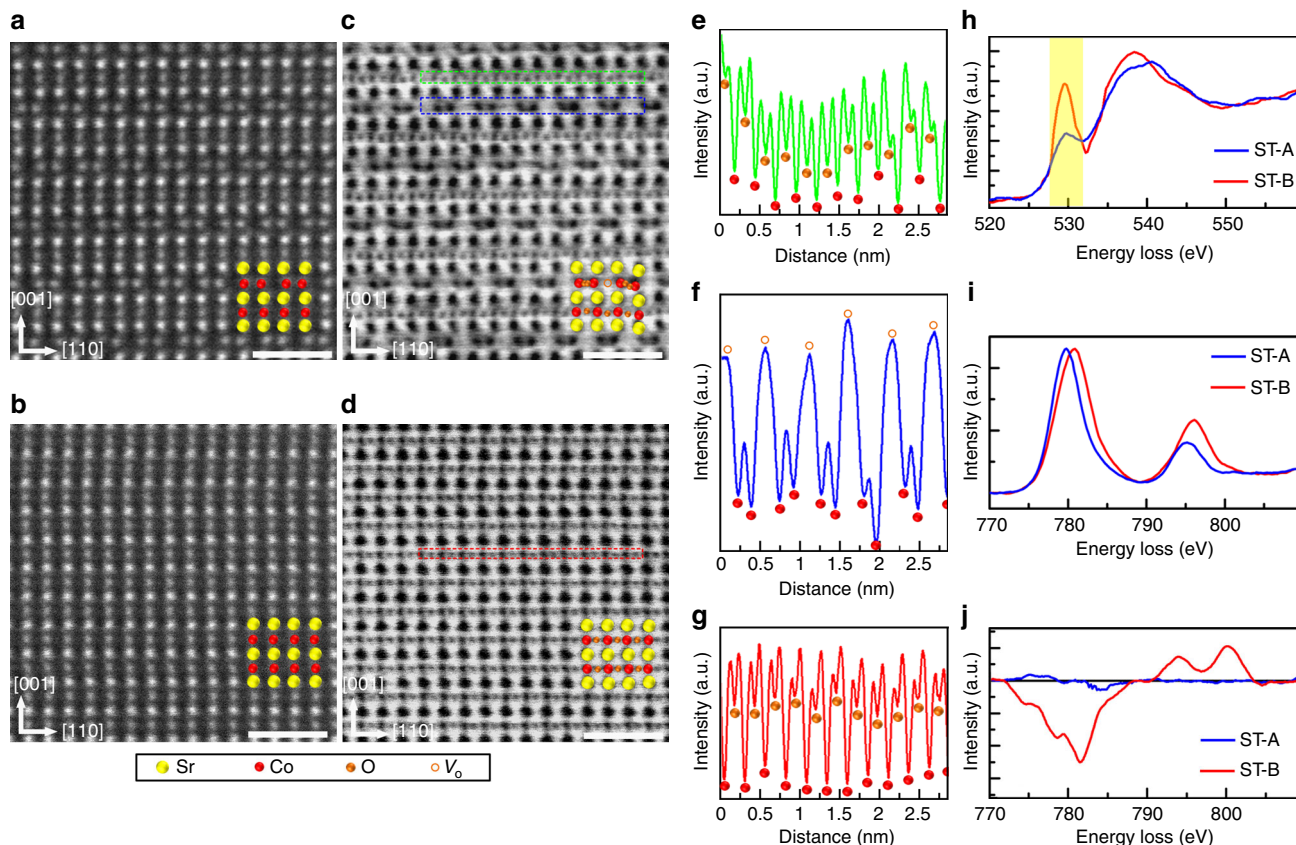 a
[001]
[110]
b
[001]
[110]
c
[001]
[110]
d
[001]
[110]
Sr Co O Vo
e
Intensity (a.u.)
0 0.5 1 1.5 2 2.5
Distance (nm)
f
Intensity (a.u.)
0 0.5 1 1.5 2 2.5
Distance (nm)
g
Intensity (a.u.)
0 0.5 1 1.5 2 2.5
Distance (nm)
h
Intensity (a.u.)
ST-A
ST-B
520 530 540 550
Energy loss (eV)
i
Intensity (a.u.)
ST-A
ST-B
770 780 790 800
Energy loss (eV)
j
Intensity (a.u.)
ST-A
ST-B
770 780 790 800
Energy loss (eV)